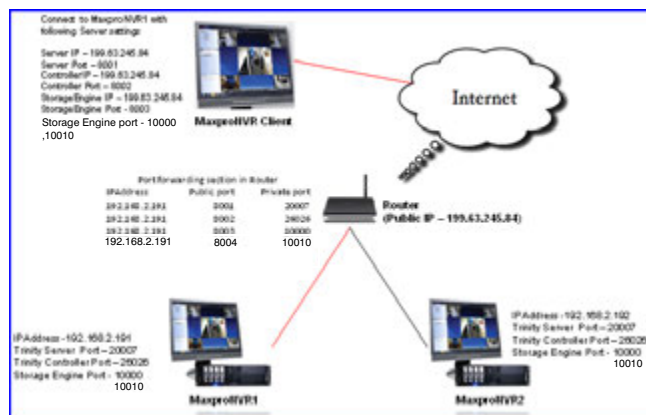 Connect to MaxproNVR1 with
following Server settings
Server IP – 199.63.245.84
Server Port – 8001
Controller IP – 199.63.245.84
Controller Port – 8002
Storage Engine IP – 199.63.245.84
Storage Engine Port – 8003
Storage Engine port - 10000
,10010
MaxproNVR Client
Internet
Port forwarding section in Router
IPAddress Public port Private port
192.168.2.191 8001 20007
192.168.2.191 8002 26026
192.168.2.191 8003 10000
192.168.2.191 8004 10010
Router
(Public IP – 199.63.245.84)
IPAddress -192.168.2.191
Trinity Server Port – 20007
Trinity Controller Port – 26026
Storage Engine Port - 10000
10010
MaxproNVR1
IPAddress -192.168.2.192
Trinity Server Port – 20007
Trinity Controller Port – 26026
Storage Engine Port - 10000
10010
MaxproNVR2